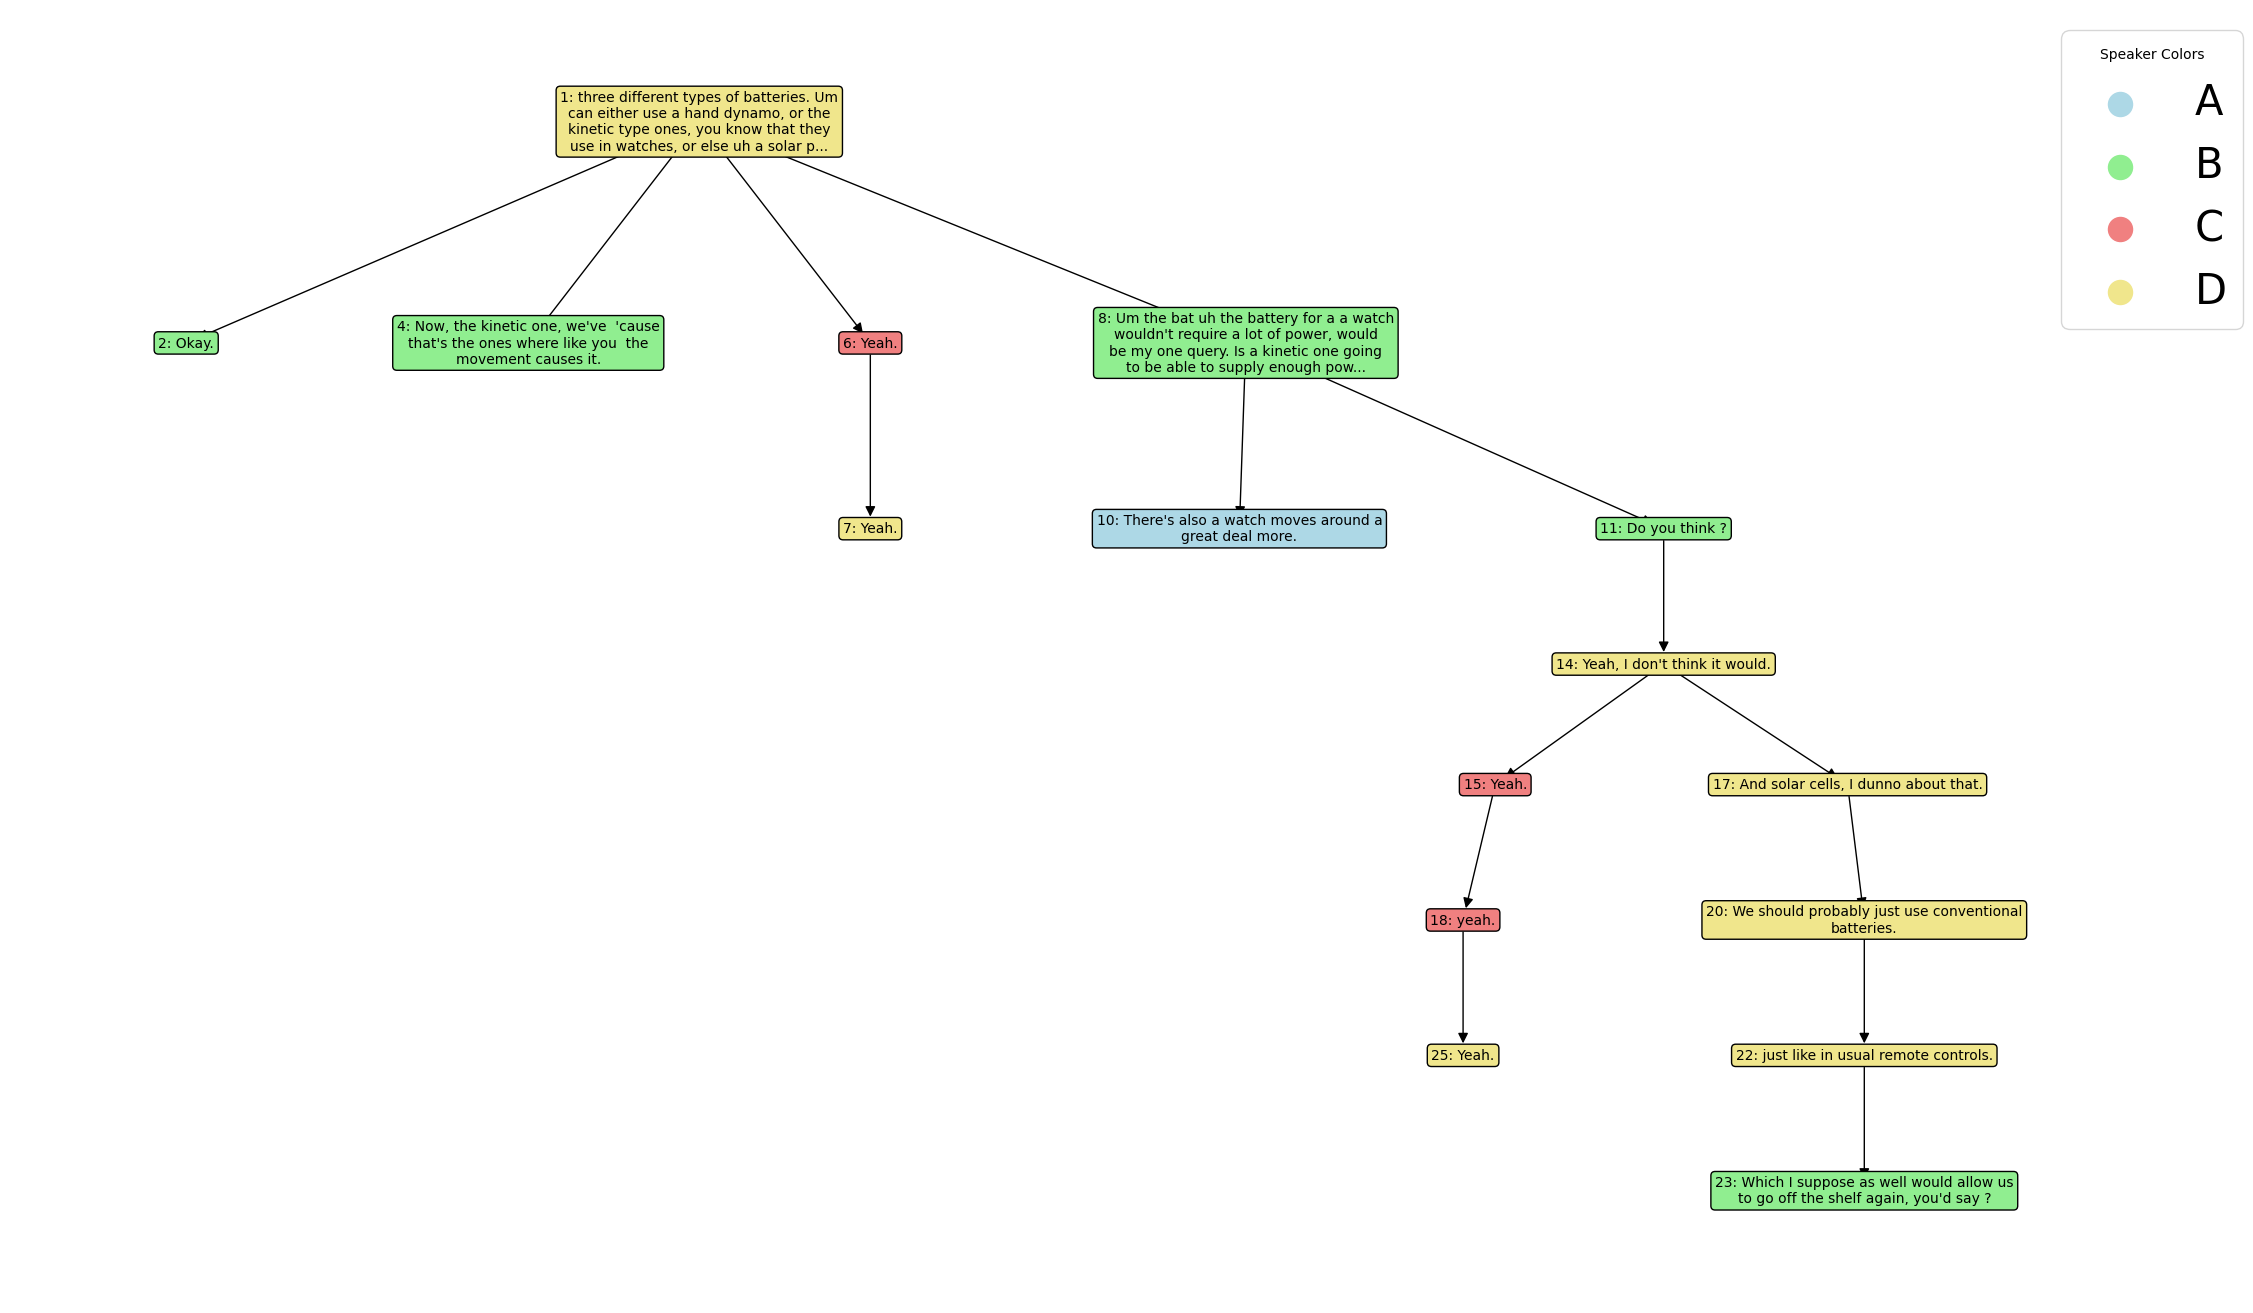 Speaker Colors
A
B
C
D
1: three different types of batteries. Um
can either use a hand dynamo, or the
kinetic type ones, you know that they
use in watches, or else uh a solar p...
2: Okay.
4: Now, the kinetic one, we've  'cause
that's the ones where like you  the
movement causes it.
6: Yeah.
8: Um the bat uh the battery for a a watch
wouldn't require a lot of power, would
be my one query. Is a kinetic one going
to be able to supply enough pow...
7: Yeah.
10: There's also a watch moves around a
great deal more.
11: Do you think ?
14: Yeah, I don't think it would.
15: Yeah.
17: And solar cells, I dunno about that.
18: yeah.
20: We should probably just use conventional
batteries.
25: Yeah.
22: just like in usual remote controls.
23: Which I suppose as well would allow us
to go off the shelf again, you'd say ?